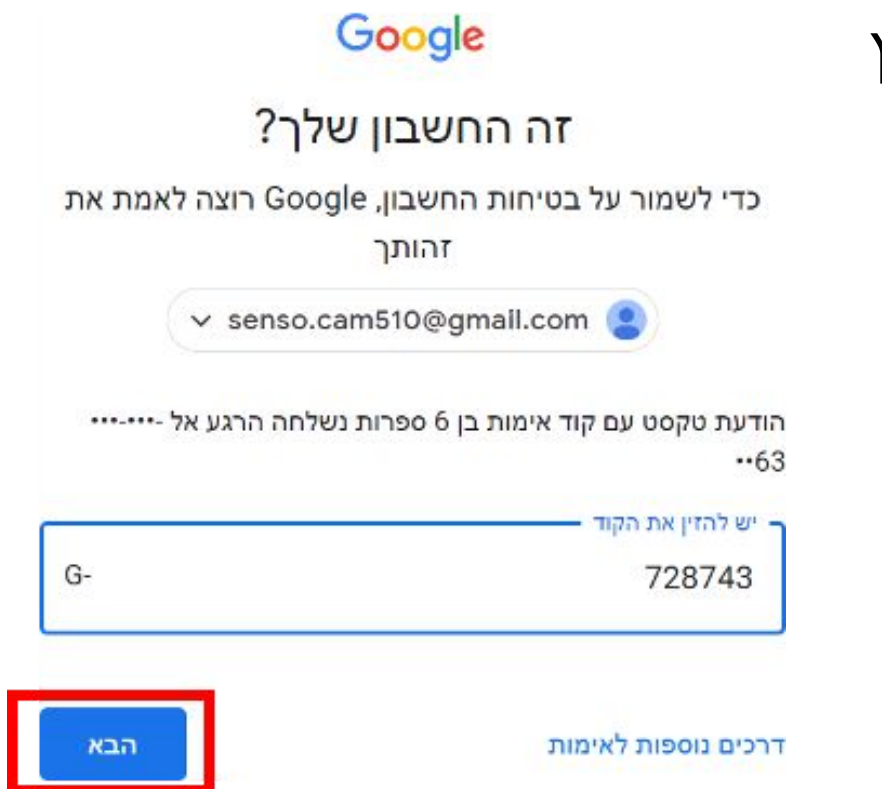 Google
זה החשבון שלך?
כדי לשמור על בטיחות החשבון, Google רוצה לאמת את
זהותך
senso.cam510@gmail.com
הודעת טקסט עם קוד אימות בן 6 ספרות נשלחה הרגע אל -•••-•••
••63
יש להזין את הקוד
G- 728743
הבא
דרכים נוספות לאימות